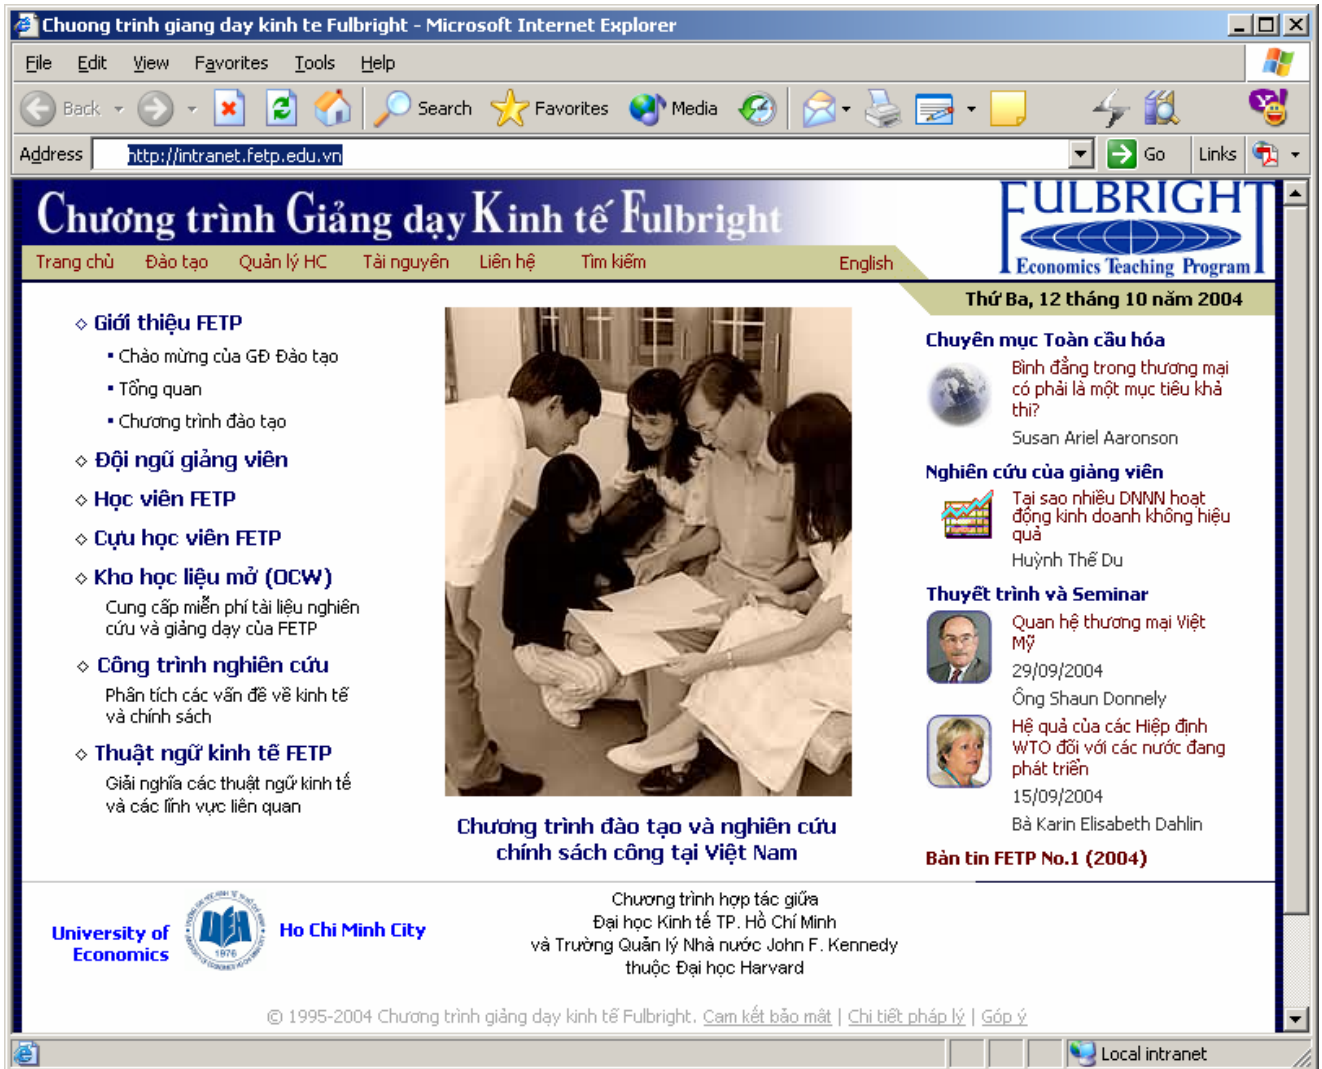 Chuong trinh giang day kinh te Fulbright - Microsoft Internet Explorer
File Edit View Favorites Tools Help
Back Search Favorites Media
Address http://intranet.fetp.edu.vn Go Links
Chương trình Giảng dạy Kinh tế Fulbright
FULBRIGHT
Economics Teaching Program
Trang chủ Đào tạo Quản lý HC Tài nguyên Liên hệ Tìm kiếm English
Thứ Ba, 12 tháng 10 năm 2004
Giới thiệu FETP
Chào mừng của GĐ Đào tạo
Tổng quan
Chương trình đào tạo
Đội ngũ giảng viên
Học viên FETP
Cựu học viên FETP
Kho học liệu mở (OCW)
Cung cấp miễn phí tài liệu nghiên
cứu và giảng dạy của FETP
Công trình nghiên cứu
Phân tích các vấn đề về kinh tế
và chính sách
Thuật ngữ kinh tế FETP
Giải nghĩa các thuật ngữ kinh tế
và các lĩnh vực liên quan
Chương trình đào tạo và nghiên cứu
chính sách công tại Việt Nam
Chuyên mục Toàn cầu hóa
Bình đẳng trong thương mại
có phải là một mục tiêu khả
thi?
Susan Ariel Aaronson
Nghiên cứu của giảng viên
Tại sao nhiều DNNN hoạt
động kinh doanh không hiệu
quả
Huỳnh Thế Du
Thuyết trình và Seminar
Quan hệ thương mại Việt
Mỹ
29/09/2004
Ông Shaun Donnely
Hệ quả của các Hiệp định
WTO đối với các nước đang
phát triển
15/09/2004
Bà Karin Elisabeth Dahlin
Bản tin FETP No.1 (2004)
University of
Economics
1976
Ho Chi Minh City
Chương trình hợp tác giữa
Đại học Kinh tế TP. Hồ Chí Minh
và Trường Quản lý Nhà nước John F. Kennedy
thuộc Đại học Harvard
© 1995-2004 Chương trình giảng dạy kinh tế Fulbright. Cam kết bảo mật | Chi tiết pháp lý | Góp ý
Local intranet